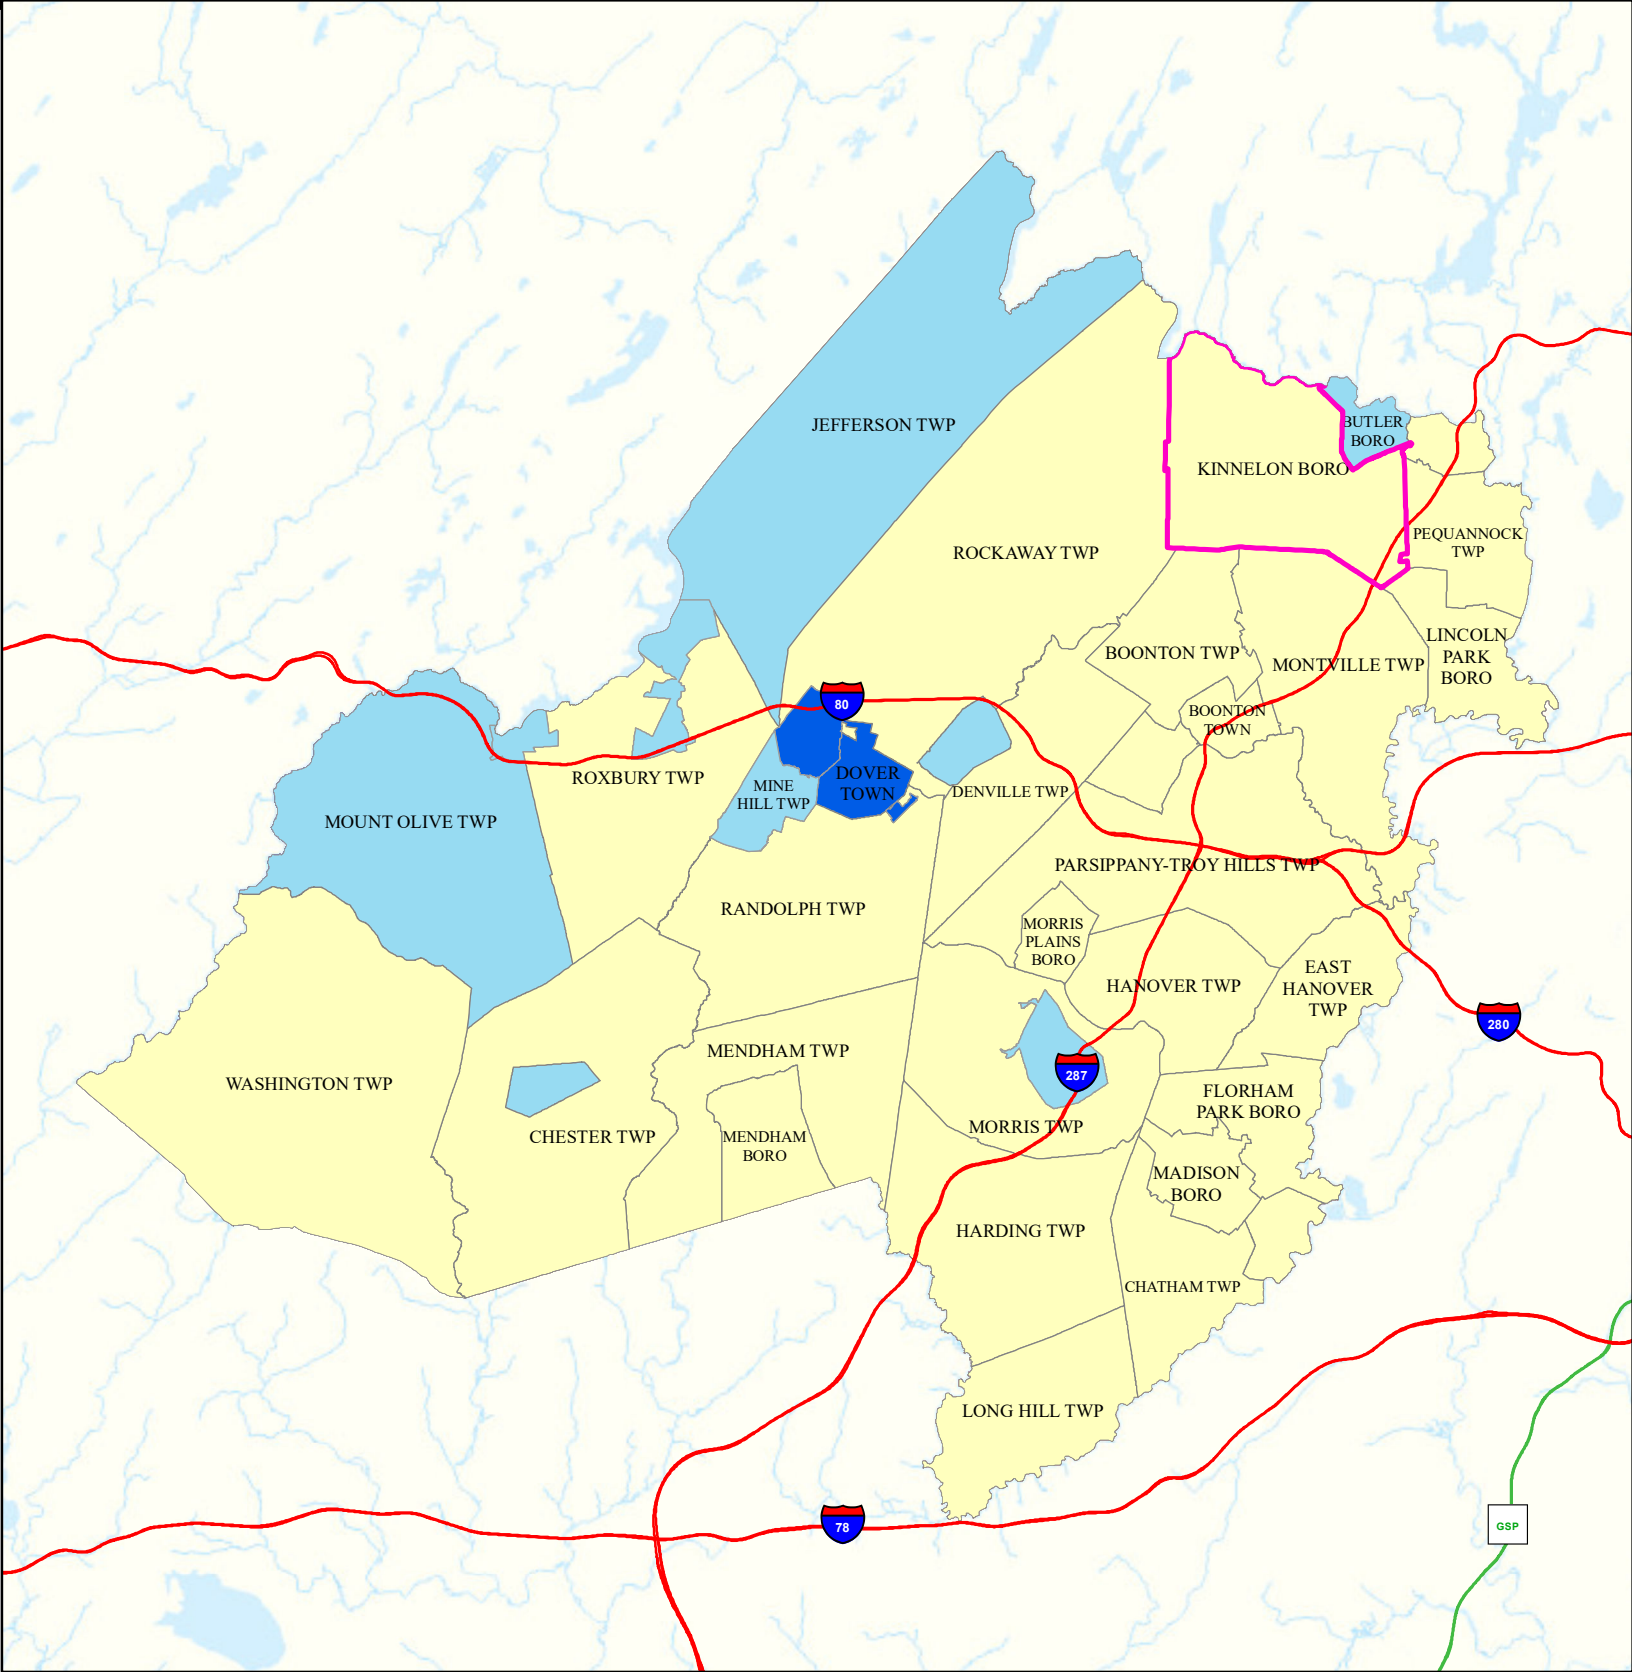 JEFFERSON TWP
BUTLER
BORO
KINNELON BORO
PEQUANNOCK
TWP
ROCKAWAY TWP
LINCOLN
PARK
BORO
BOONTON TWP
MONTVILLE TWP
80
BOONTON
TOWN
ROXBURY TWP
MINE
HILL TWP
DOVER
TOWN
DENVILLE TWP
MOUNT OLIVE TWP
PARSIPPANY-TROY HILLS TWP
RANDOLPH TWP
MORRIS
PLAINS
BORO
EAST
HANOVER
TWP
HANOVER TWP
280
MENDHAM TWP
287
WASHINGTON TWP
FLORHAM
PARK BORO
CHESTER TWP
MORRIS TWP
MENDHAM
BORO
MADISON
BORO
HARDING TWP
CHATHAM TWP
LONG HILL TWP
78
GSP